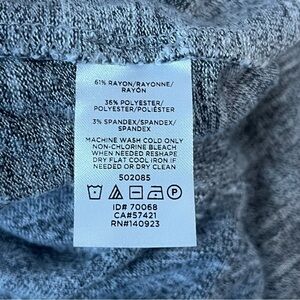 61% RAYON/RAYONNE/
RAYÓN
36% POLYESTER/
POLYESTER/POLIÉSTER
3% SPANDEX/SPANDEX/
SPANDEX
MACHINE WASH COLD ONLY
NON-CHLORINE BLEACH
WHEN NEEDED RESHAPE
DRY FLAT COOL IRON IF
NEEDED OR DRY CLEAN
502085
P
ID# 70068
CA#57421
RN#140923